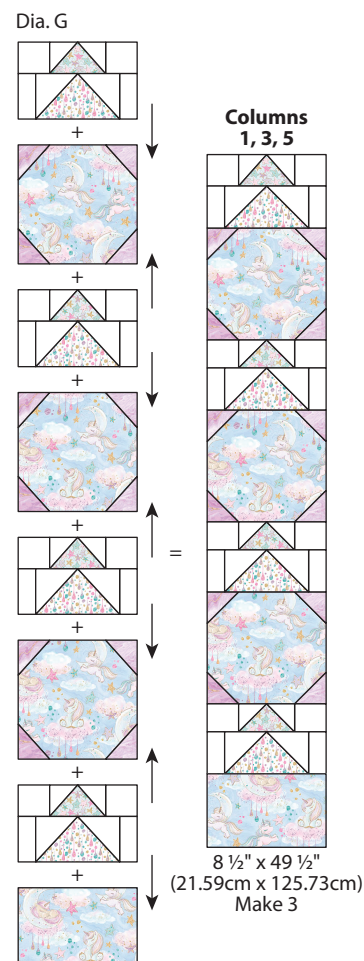 Dia. G
+
+
+
+
+
+
+
=
Columns
1, 3, 5
8 ½" x 49 ½"
(21.59cm x 125.73cm)
Make 3